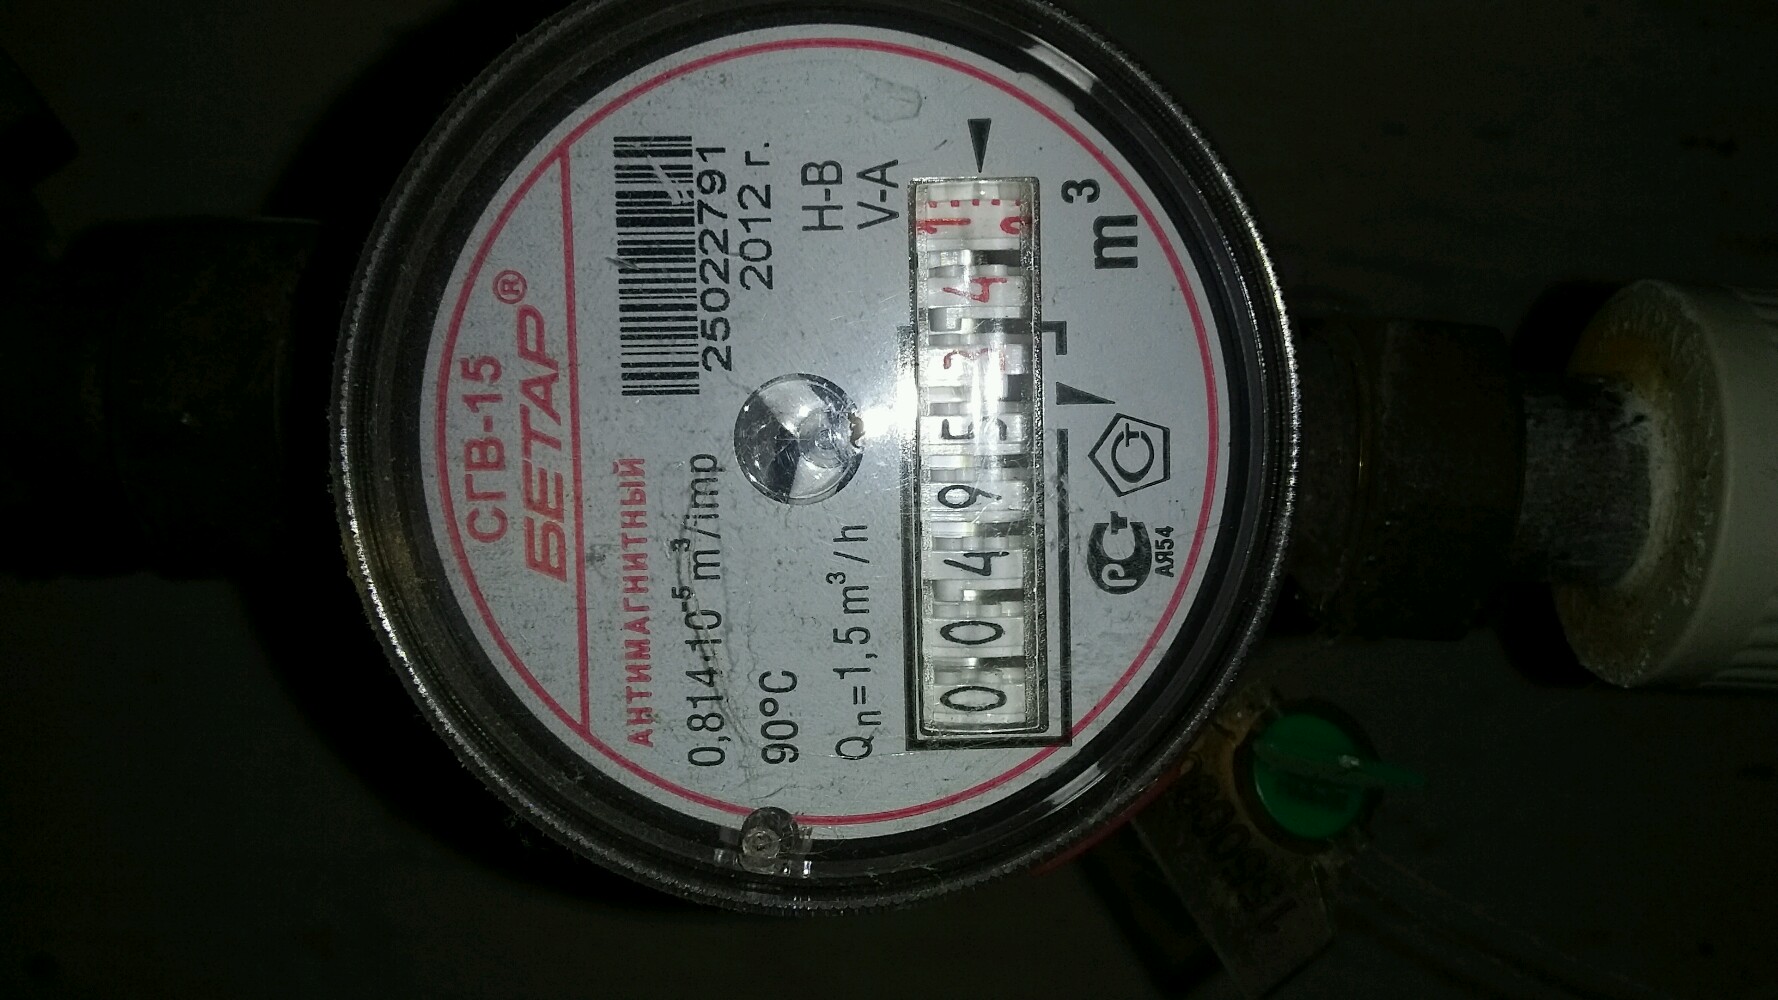 СГВ-15
БЕТАР®
АНТИМАГНИТНЫЙ
0,814·10⁻⁵ m³/imp
25022791
2012 г.
90°C
H-B
V-A
Qn=1,5 m³/h
0 0 4 9 5 3 4 1
m³
РСТ
АЯ54